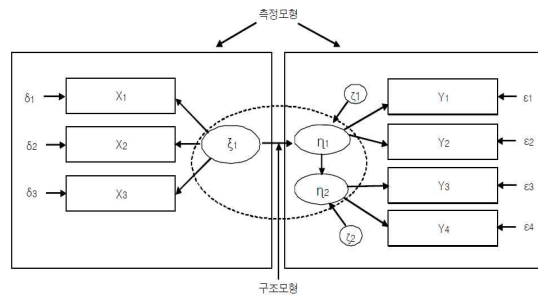 측정모형
ζ1
δ1 X1 Y1 ε1
δ2 X2 ξ1 η1 Y2 ε2
δ3 X3 η2 Y3 ε3
ζ2 Y4 ε4
구조모형